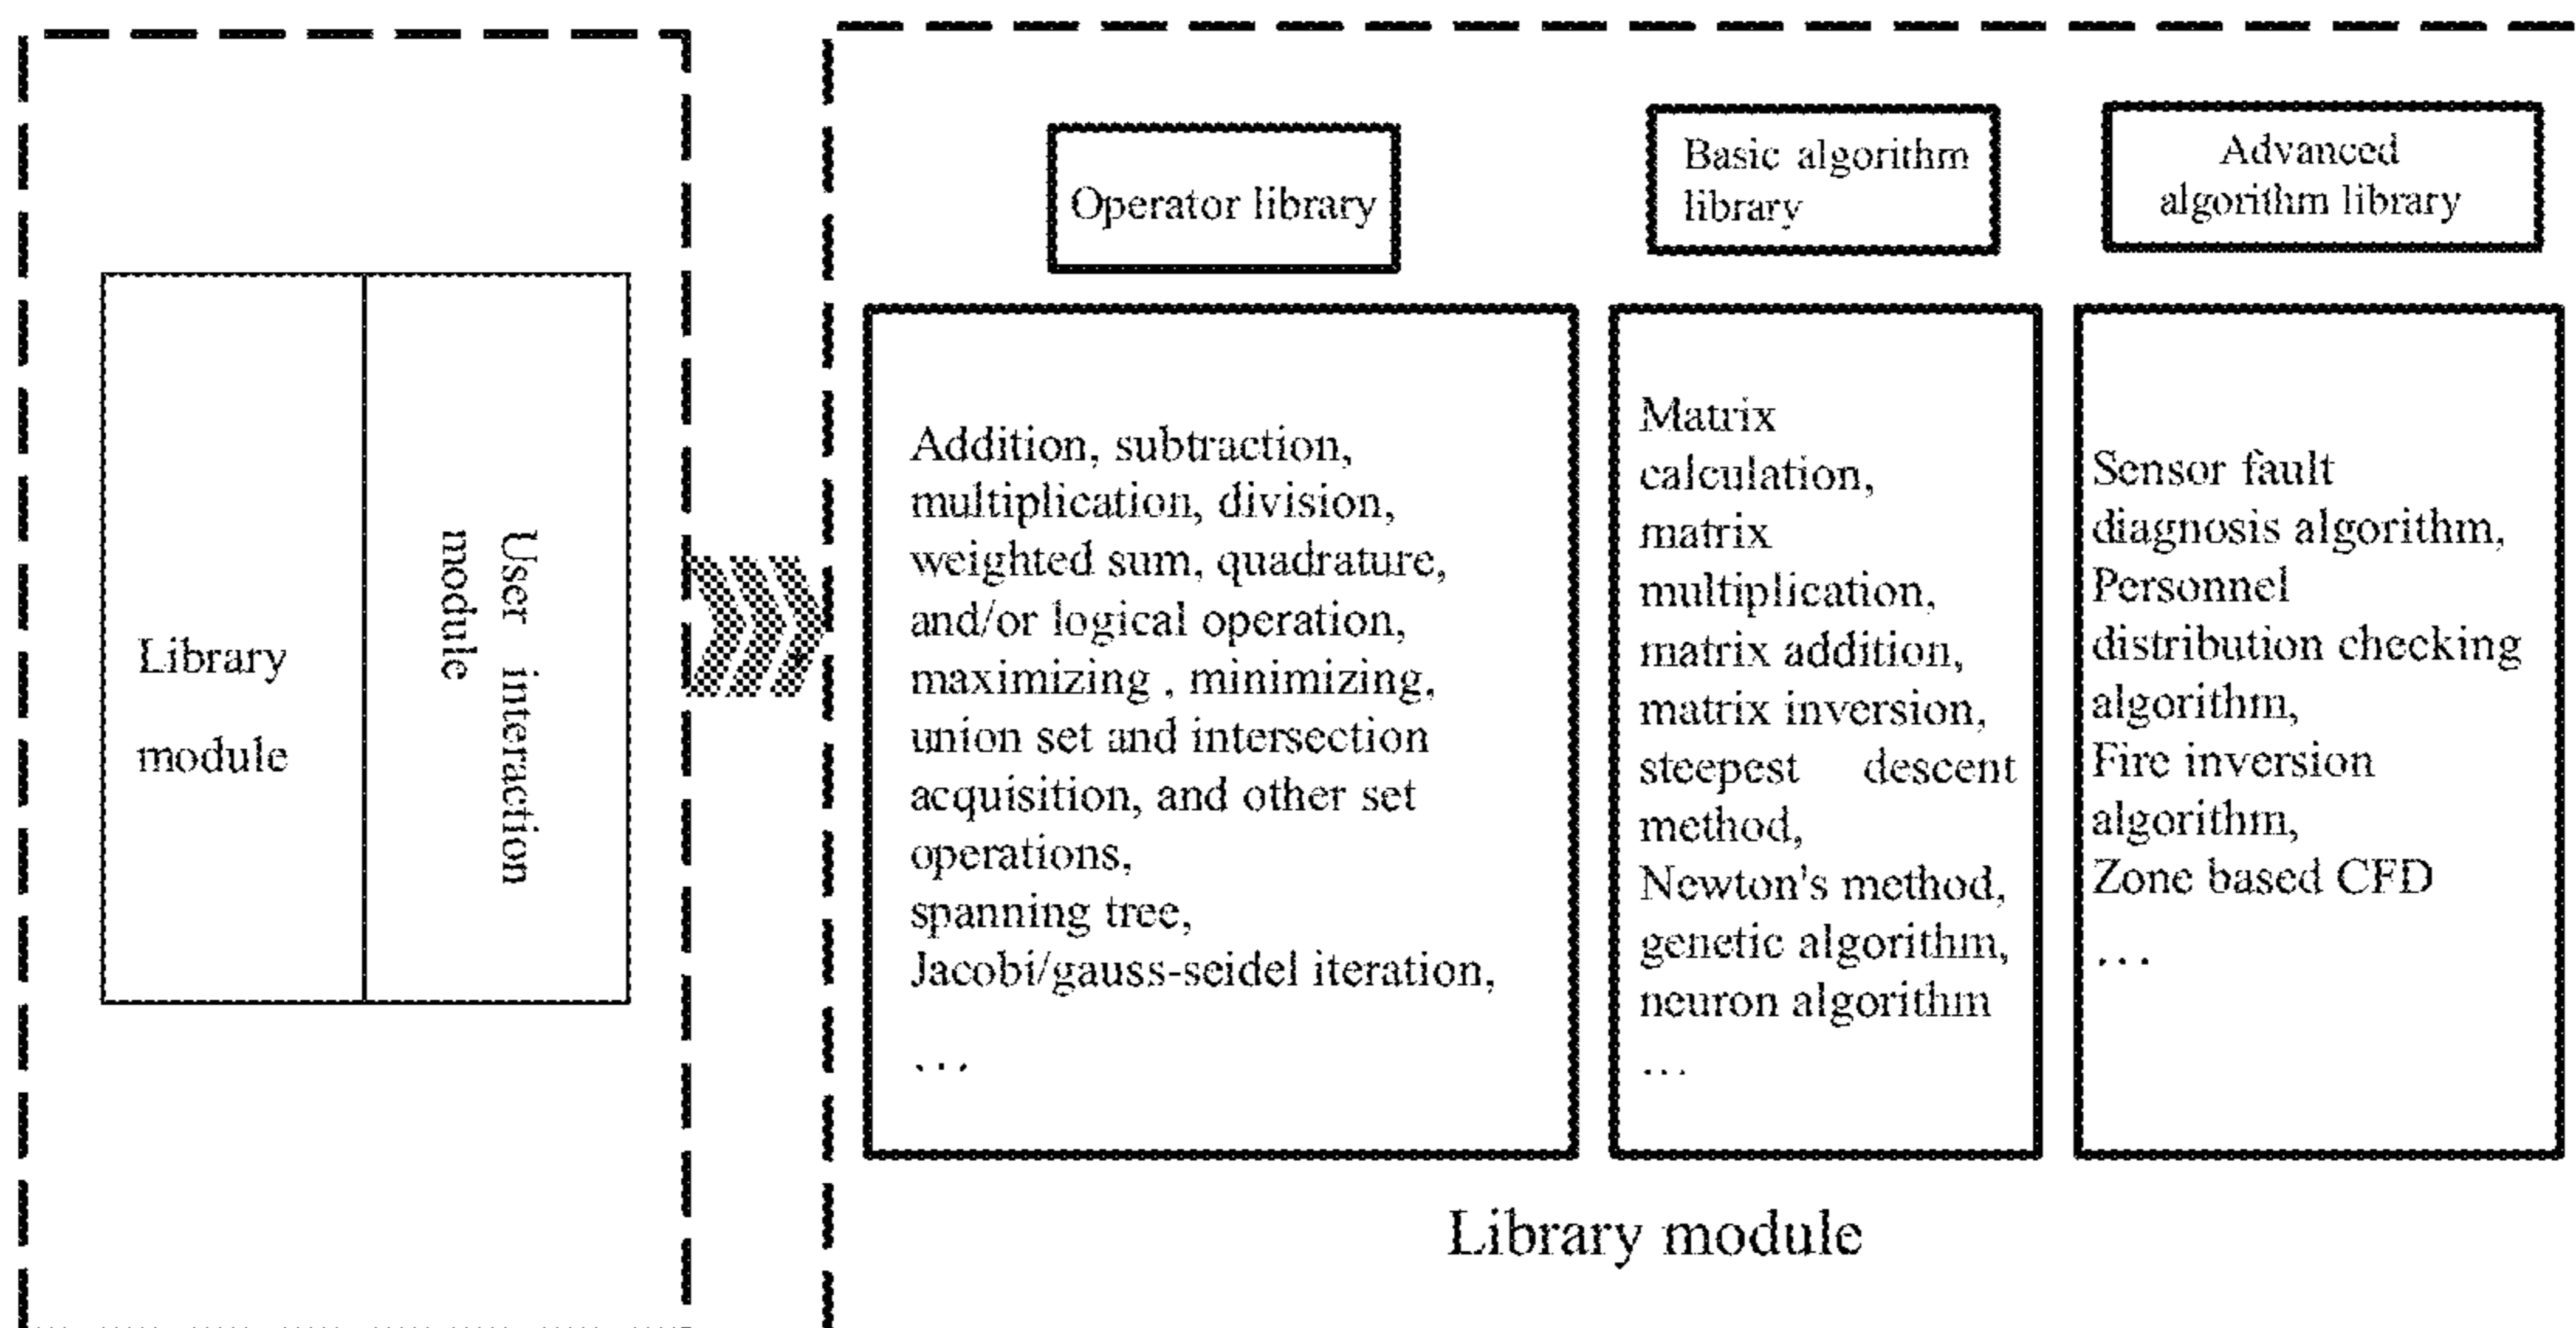 Library
module
User interaction
module
Operator library
Addition, subtraction,
multiplication, division,
weighted sum, quadrature,
and/or logical operation,
maximizing , minimizing,
union set and intersection
acquisition, and other set
operations,
spanning tree,
Jacobi/gauss-seidel iteration,
...
Basic algorithm
library
Matrix
calculation,
matrix
multiplication,
matrix addition,
matrix inversion,
steepest descent
method,
Newton's method,
genetic algorithm,
neuron algorithm
...
Advanced
algorithm library
Sensor fault
diagnosis algorithm,
Personnel
distribution checking
algorithm,
Fire inversion
algorithm,
Zone based CFD
...
Library module